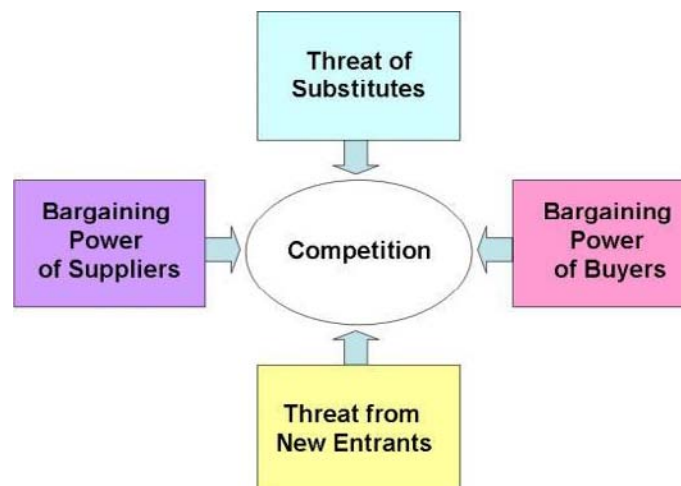 Threat of
Substitutes
Bargaining
Power
of Suppliers
Competition
Bargaining
Power
of Buyers
Threat from
New Entrants